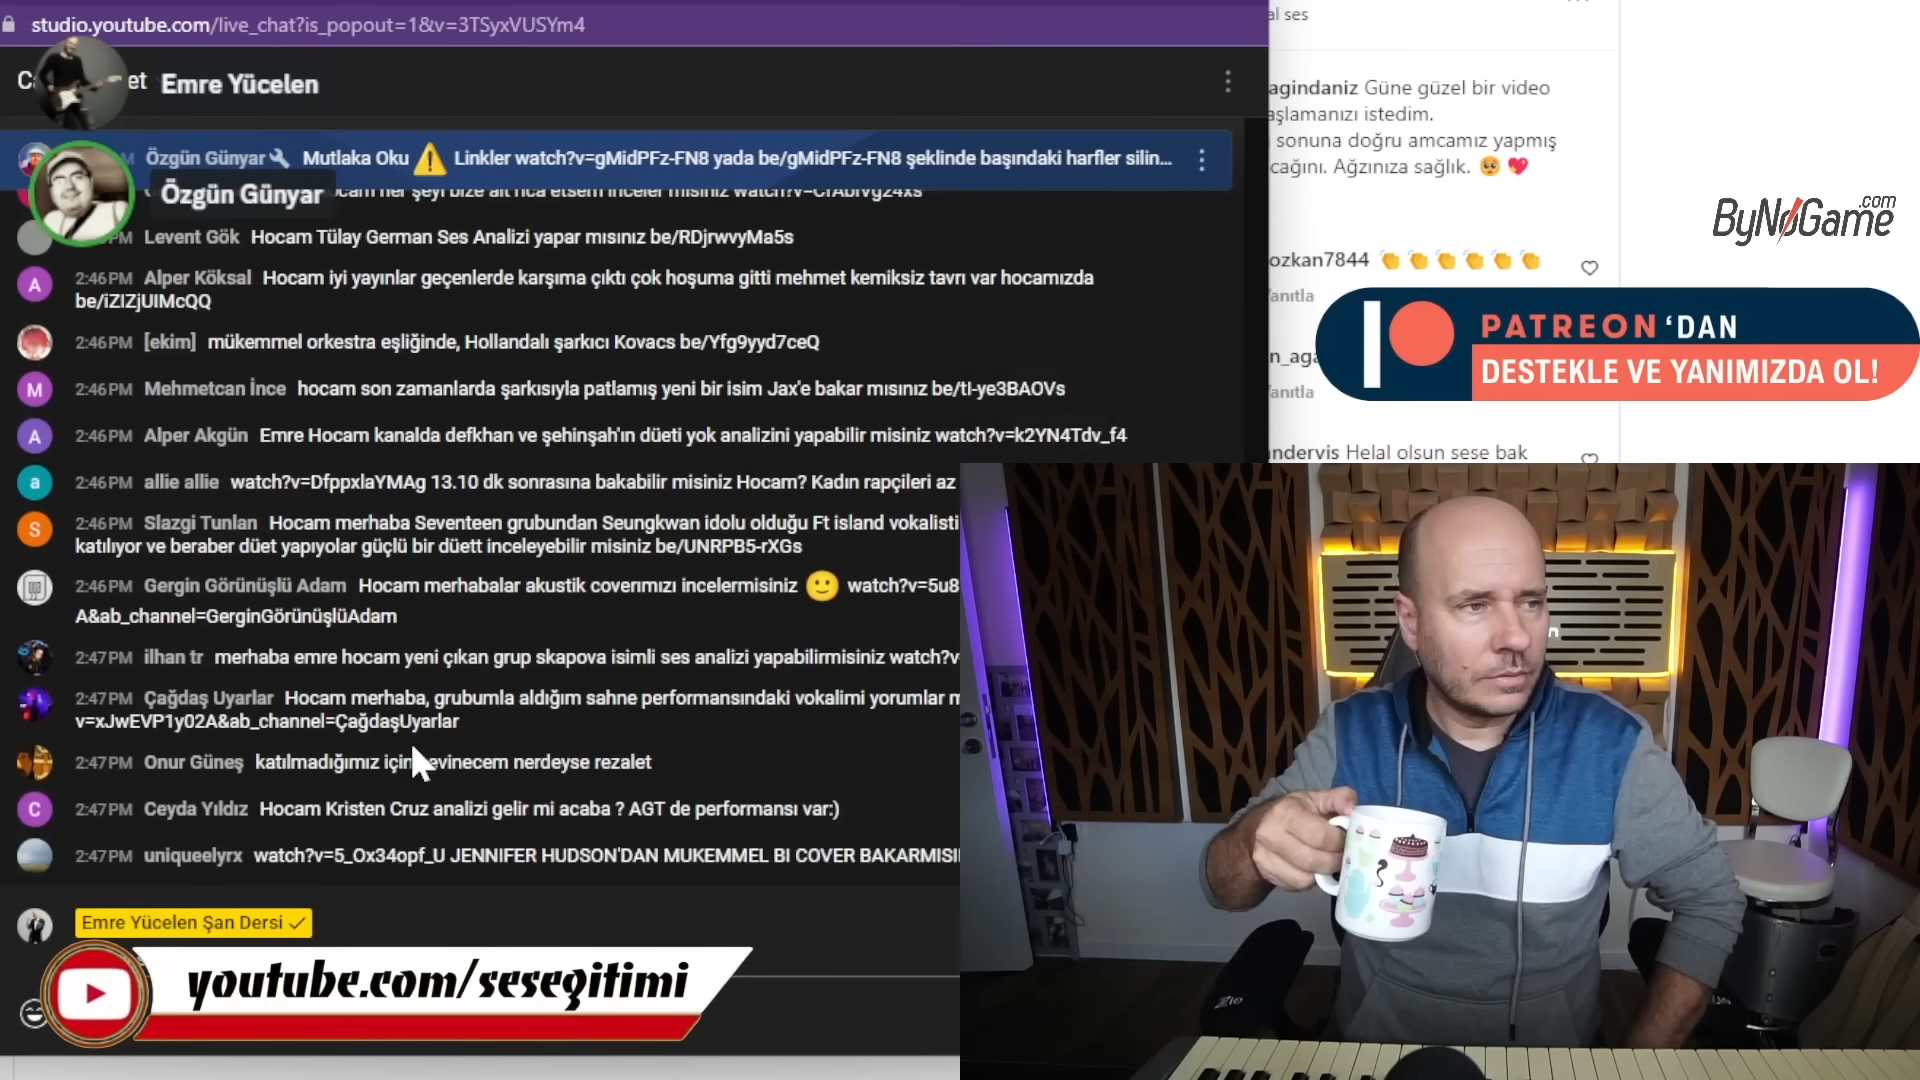 studio.youtube.com/live_chat?is_popout=1&v=3TSyxVUSYm4
et Emre Yücelen
Özgün Günyar Mutlaka Oku Linkler watch?v=gMidPFz-FN8 yada be/gMidPFz-FN8 şeklinde başındaki harfler silin...
Özgün Günyar
Levent Gök Hocam Tülay German Ses Analizi yapar mısınız be/RDjrwvyMa5s
2:46 PM Alper Köksal Hocam iyi yayınlar geçenlerde karşıma çıktı çok hoşuma gitti mehmet kemiksiz tavrı var hocamızda
be/iZIZjUIMcQQ
2:46 PM [ekim] mükemmel orkestra eşliğinde, Hollandalı şarkıcı Kovacs be/Yfg9yyd7ceQ
2:46 PM Mehmetcan İnce hocam son zamanlarda şarkısıyla patlamış yeni bir isim Jax'e bakar mısınız be/tI-ye3BAOVs
2:46 PM Alper Akgün Emre Hocam kanalda defkhan ve şehinşah'ın düeti yok analizini yapabilir misiniz watch?v=k2YN4Tdv_f4
2:46 PM allie allie watch?v=DfppxlaYMAg 13.10 dk sonrasına bakabilir misiniz Hocam? Kadın rapçileri az
2:46 PM Slazgi Tunlan Hocam merhaba Seventeen grubundan Seungkwan idolu olduğu Ft island vokalisti
katılıyor ve beraber düet yapıyolar güçlü bir düett inceleyebilir misiniz be/UNRPB5-rXGs
2:46 PM Gergin Görünüşlü Adam Hocam merhabalar akustik coverımızı incelermisiniz 🙂 watch?v=5u8
A&ab_channel=GerginGörünüşlüAdam
2:47 PM ilhan tr merhaba emre hocam yeni çıkan grup skapova isimli ses analizi yapabilirmisiniz watch?v
2:47 PM Çağdaş Uyarlar Hocam merhaba, grubumla aldığım sahne performansındaki vokalimi yorumlar m
v=xJwEVP1y02A&ab_channel=ÇağdaşUyarlar
2:47 PM Onur Güneş katılmadığımız için evinecem nerdeyse rezalet
2:47 PM Ceyda Yıldız Hocam Kristen Cruz analizi gelir mi acaba ? AGT de performansı var:)
2:47 PM uniqueelyrx watch?v=5_Ox34opf_U JENNIFER HUDSON'DAN MUKEMMEL BI COVER BAKARMISI
Emre Yücelen Şan Dersi
youtube.com/sesegitimi
al ses
agindaniz Güne güzel bir video
aşlamanızı istedim.
sonuna doğru amcamız yapmış
cağını. Ağzınıza sağlık. 🥺 💖
ozkan7844 👏👏👏👏👏👏
anıtla
n_aga
anıtla
ndervis Helal olsun sese bak
ByNoGame.com
PATREON 'DAN
DESTEKLE VE YANIMIZDA OL!